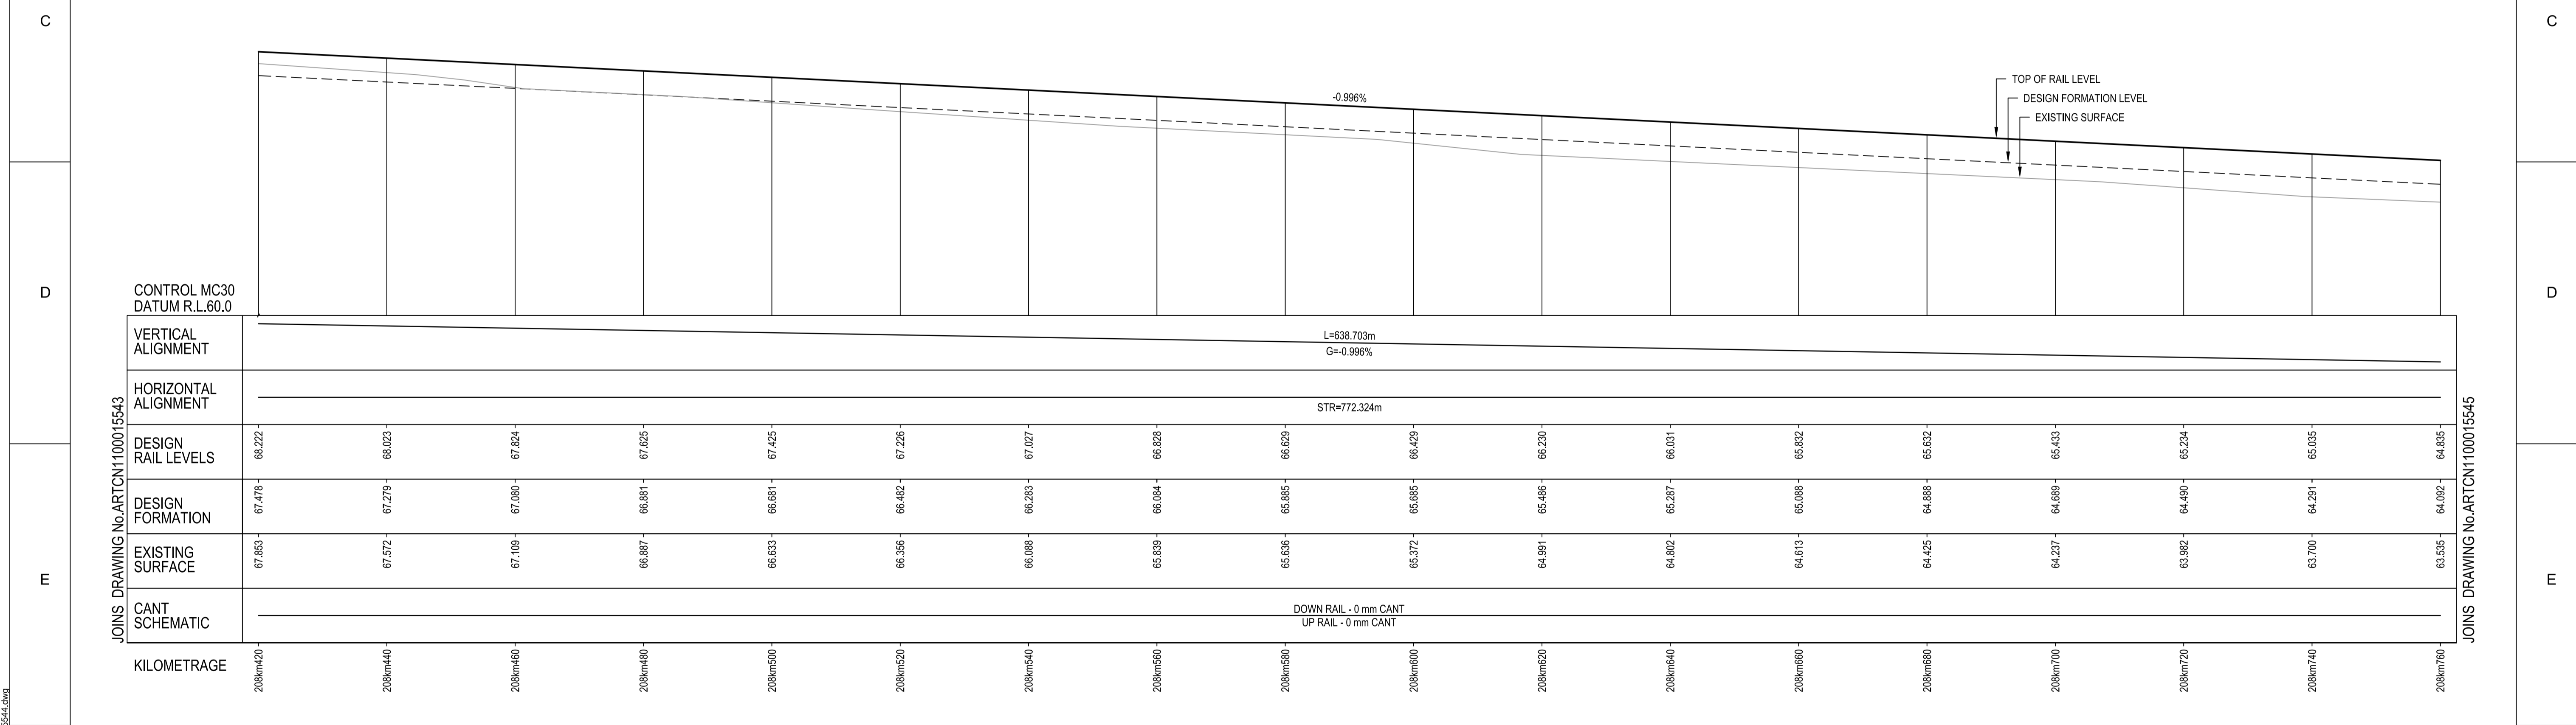 C
C
TOP OF RAIL LEVEL
DESIGN FORMATION LEVEL
EXISTING SURFACE
-0.996%
D
D
CONTROL MC30
DATUM R.L.60.0
VERTICAL
ALIGNMENT
L=638.703m
G=-0.996%
HORIZONTAL
ALIGNMENT
STR=772.324m
DESIGN
RAIL LEVELS
68.222 68.023 67.824 67.625 67.425 67.226 67.027 66.828 66.629 66.429 66.230 66.031 65.832 65.632 65.433 65.234 65.035 64.835
DESIGN
FORMATION
67.478 67.279 67.080 66.881 66.681 66.482 66.283 66.084 65.885 65.685 65.486 65.287 65.088 64.888 64.689 64.490 64.291 64.092
EXISTING
SURFACE
67.853 67.572 67.109 66.887 66.633 66.356 66.088 65.839 65.636 65.372 64.991 64.802 64.613 64.425 64.237 63.982 63.700 63.535
CANT
SCHEMATIC
DOWN RAIL - 0 mm CANT
UP RAIL - 0 mm CANT
KILOMETRAGE
208km420 208km440 208km460 208km480 208km500 208km520 208km540 208km560 208km580 208km600 208km620 208km640 208km660 208km680 208km700 208km720 208km740 208km760
JOINS DRAWING No.ARTCN1100015543
JOINS DRAWING No.ARTCN1100015545
E
E
5544.dwg